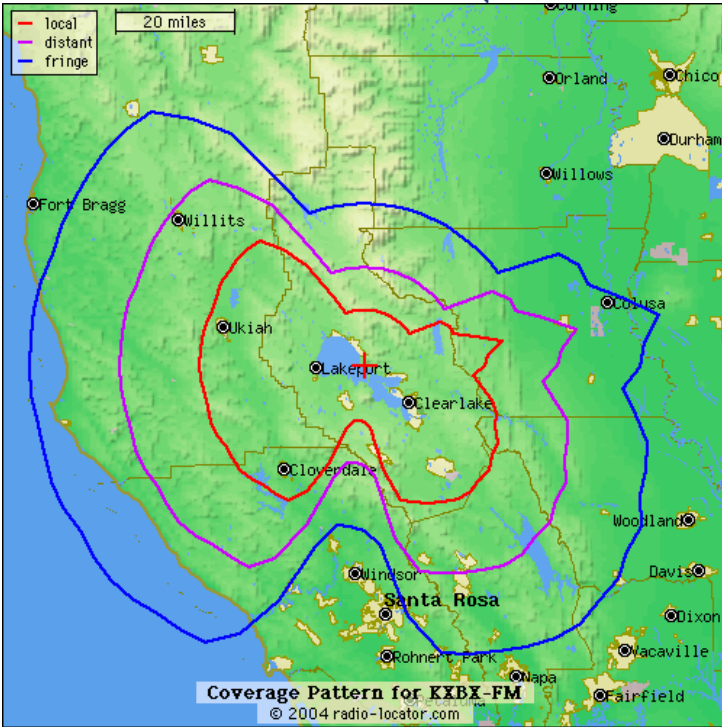 Corning
local
20 miles
distant
fringe
Orland
Chico
Durham
Willows
Fort Bragg
Willits
Colusa
Ukiah
Lakeport
Clearlake
Cloverdale
Woodland
Windsor
Davis
Santa Rosa
Dixon
Rohnert Park
Vacaville
Napa
Coverage Pattern for KXBX-FM
Fairfield
Petaluma
© 2004 radio-locator.com